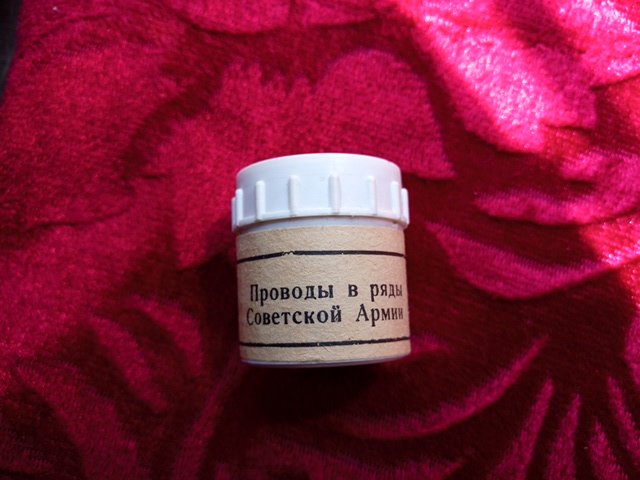 Проводы в ряды
Советской Армии